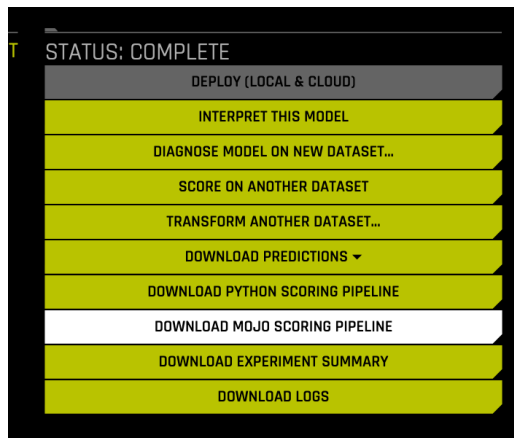 T
STATUS: COMPLETE
DEPLOY (LOCAL & CLOUD)
INTERPRET THIS MODEL
DIAGNOSE MODEL ON NEW DATASET...
SCORE ON ANOTHER DATASET
TRANSFORM ANOTHER DATASET...
DOWNLOAD PREDICTIONS
DOWNLOAD PYTHON SCORING PIPELINE
DOWNLOAD MOJO SCORING PIPELINE
DOWNLOAD EXPERIMENT SUMMARY
DOWNLOAD LOGS